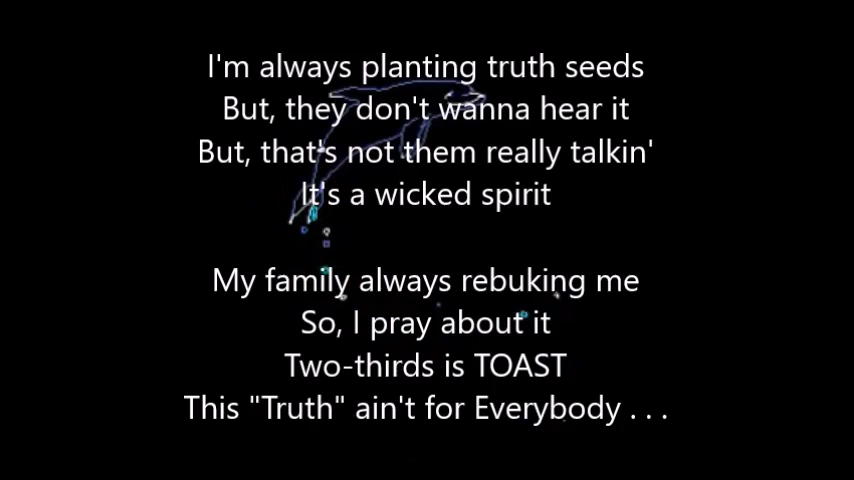 I'm always planting truth seeds
But, they don't wanna hear it
But, that's not them really talkin'
It's a wicked spirit
My family always rebuking me
So, I pray about it
Two-thirds is TOAST
This "Truth" ain't for Everybody . . .